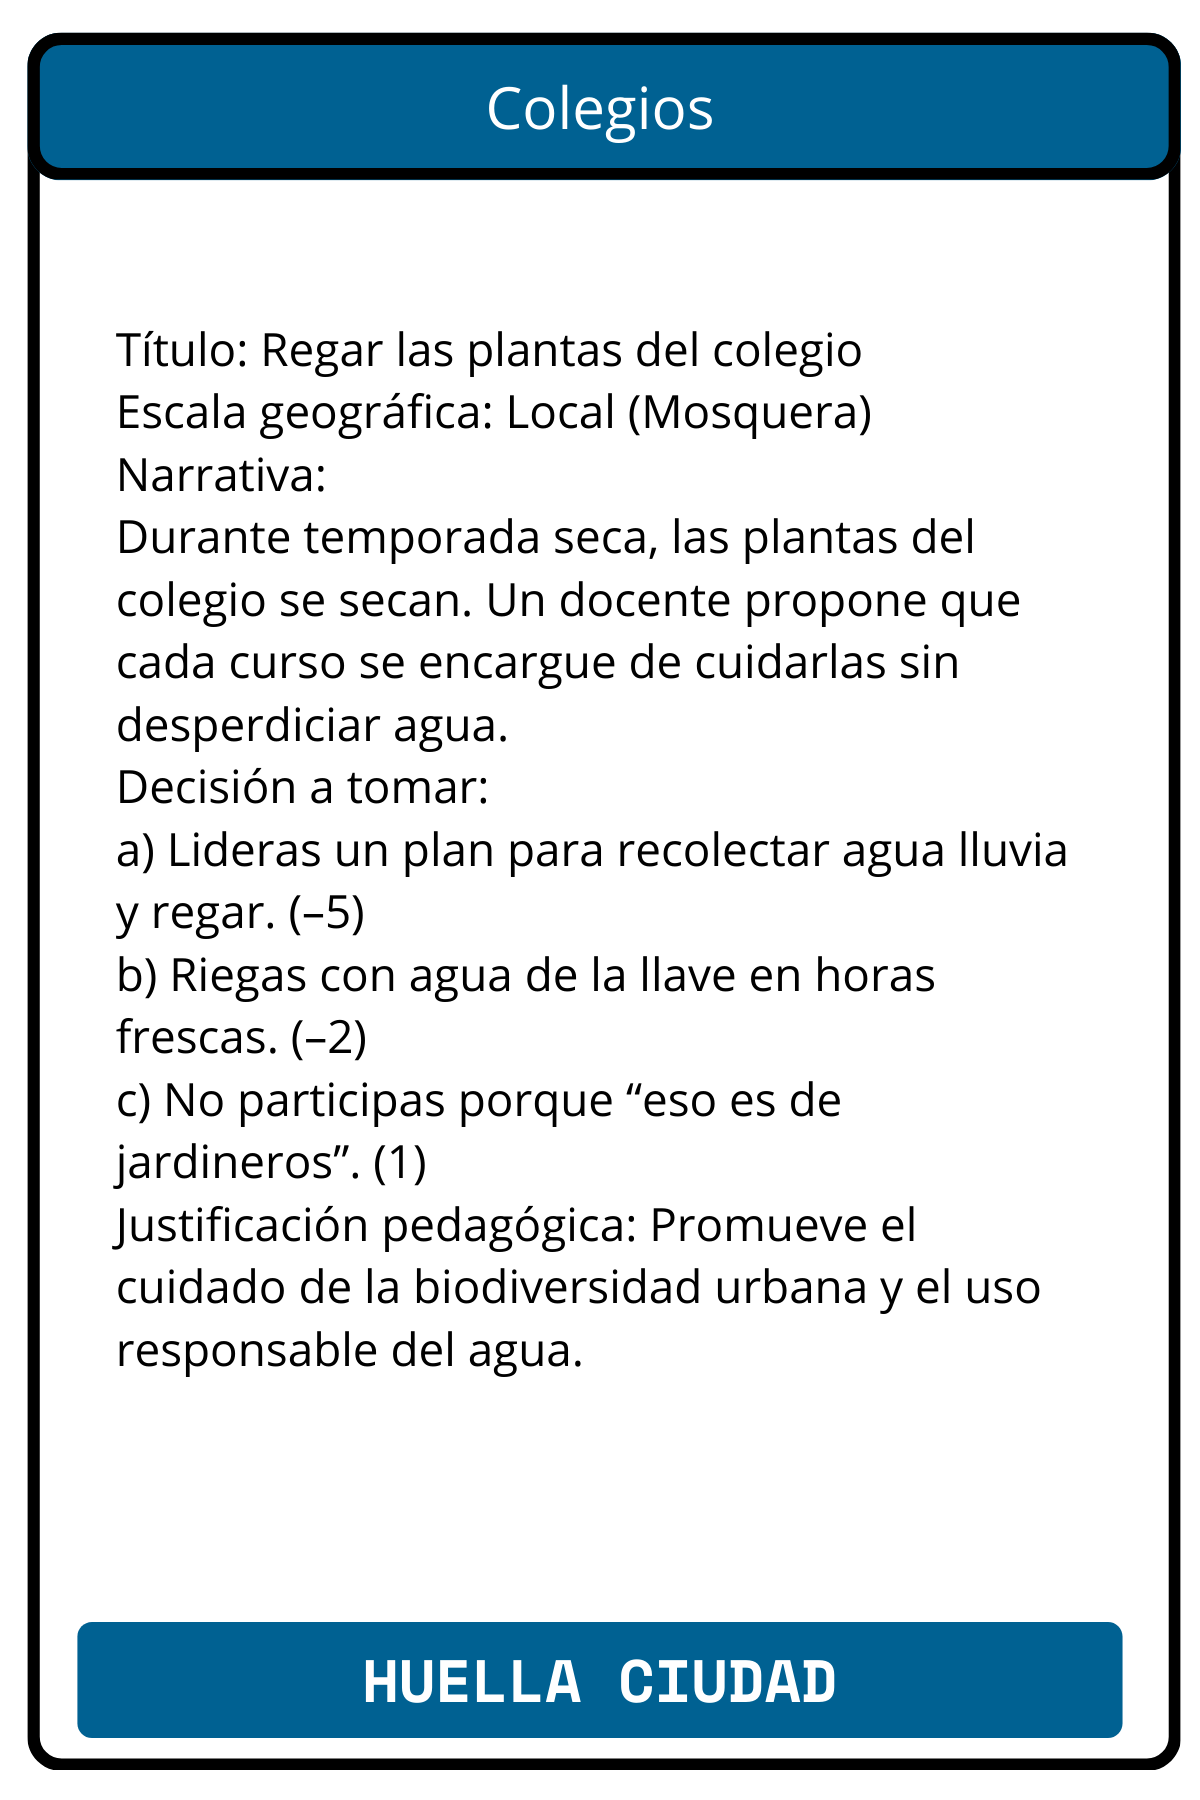 Colegios
Título: Regar las plantas del colegio
Escala geográfica: Local (Mosquera)
Narrativa:
Durante temporada seca, las plantas del
colegio se secan. Un docente propone que
cada curso se encargue de cuidarlas sin
desperdiciar agua.
Decisión a tomar:
a) Lideras un plan para recolectar agua lluvia
y regar. (–5)
b) Riegas con agua de la llave en horas
frescas. (–2)
c) No participas porque “eso es de
jardineros”. (1)
Justificación pedagógica: Promueve el
cuidado de la biodiversidad urbana y el uso
responsable del agua.
HUELLA CIUDAD